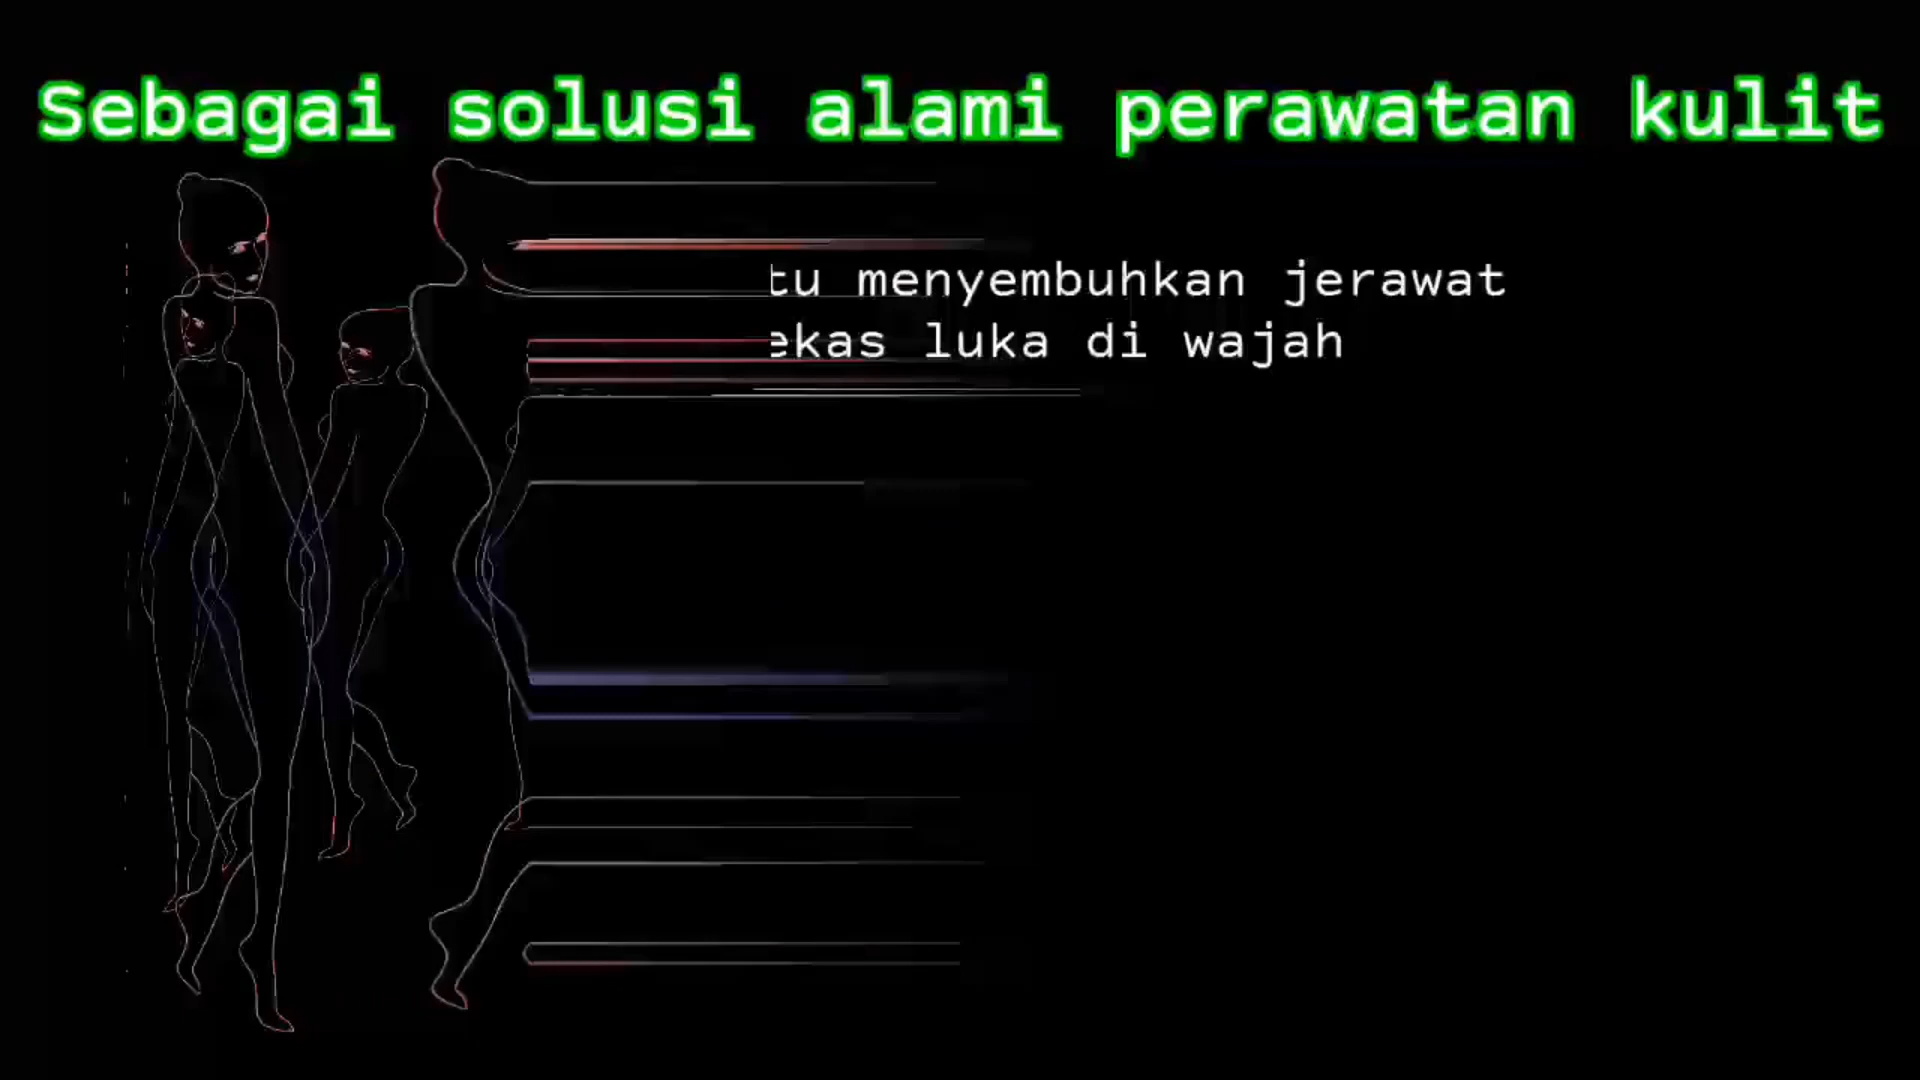 Sebagai solusi alami perawatan kulit
tu menyembuhkan jerawat
ekas luka di wajah